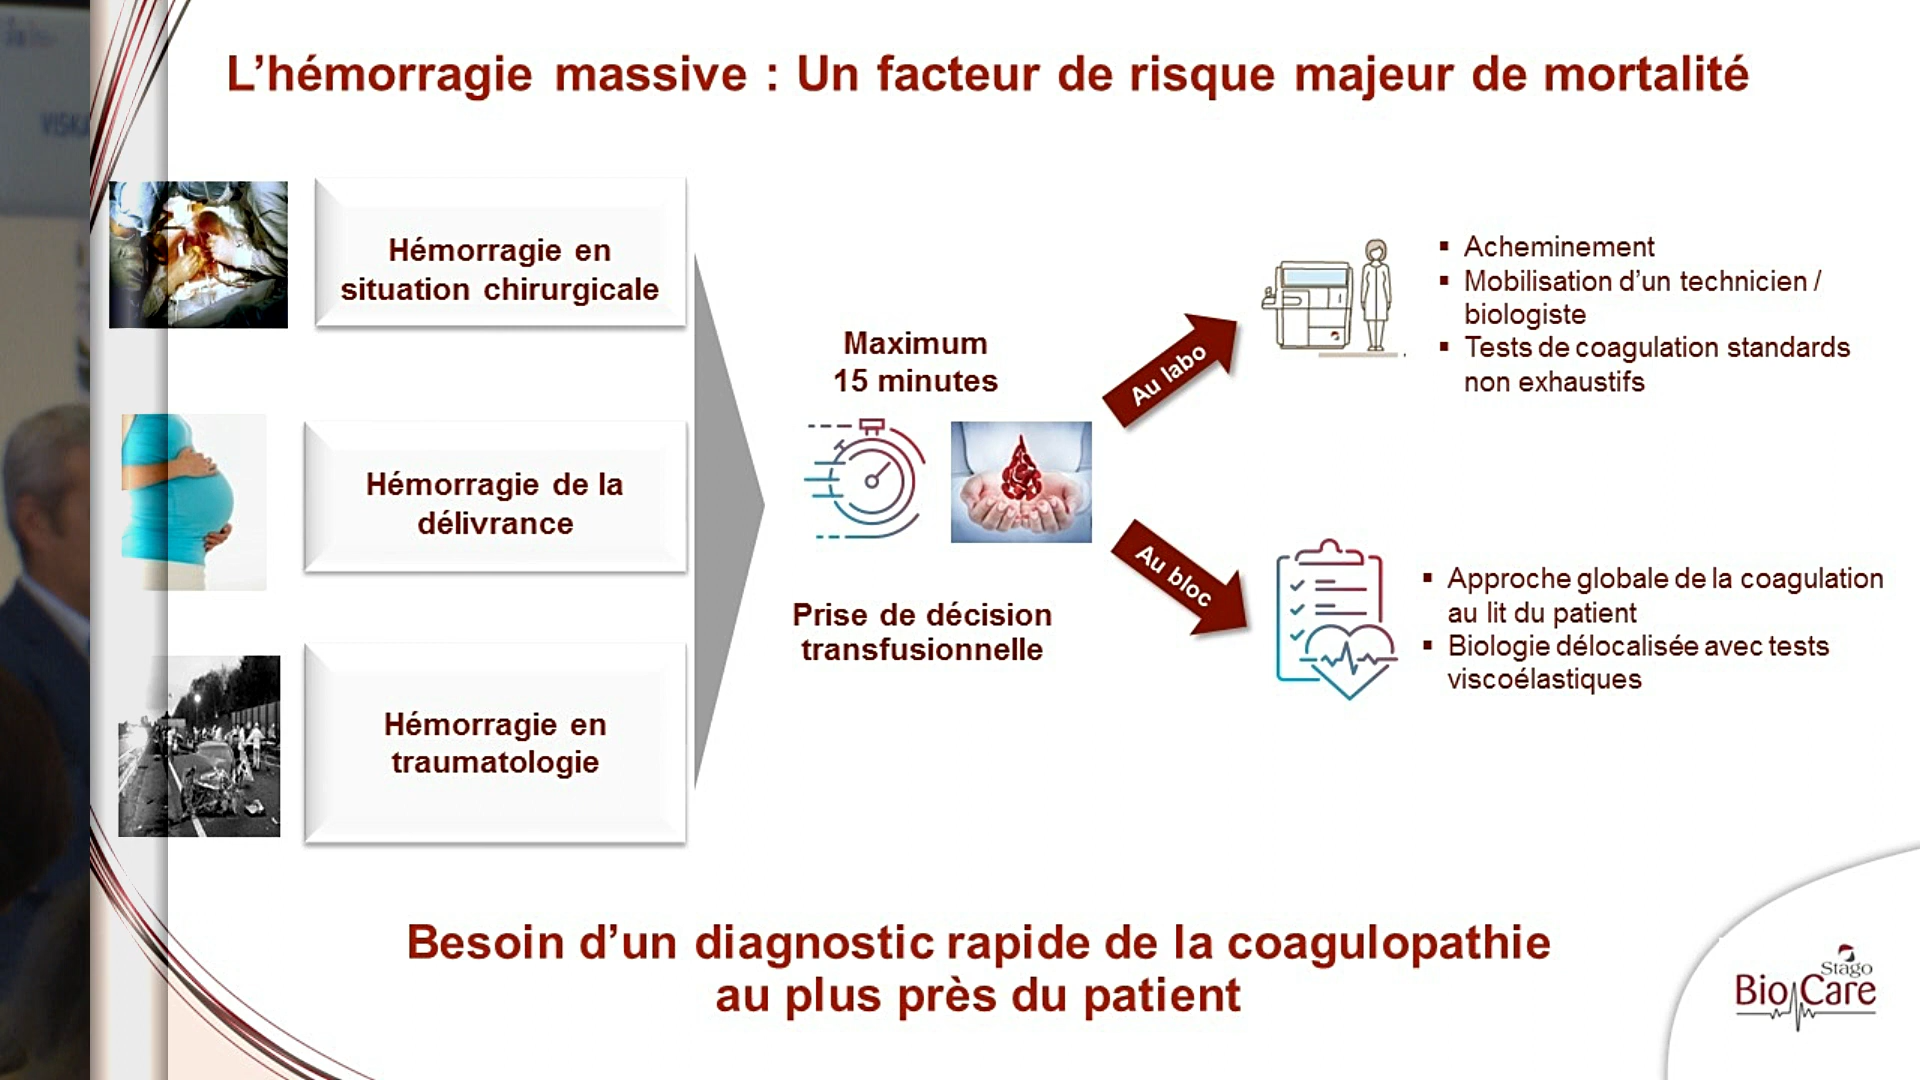 L’hémorragie massive : Un facteur de risque majeur de mortalité
Hémorragie en
situation chirurgicale
Hémorragie de la
délivrance
Hémorragie en
traumatologie
Maximum
15 minutes
Prise de décision
transfusionnelle
Au labo
▪ Acheminement
▪ Mobilisation d’un technicien /
biologiste
▪ Tests de coagulation standards
non exhaustifs
Au bloc
▪ Approche globale de la coagulation
au lit du patient
▪ Biologie délocalisée avec tests
viscoélastiques
Besoin d’un diagnostic rapide de la coagulopathie
au plus près du patient
Stago
BioCare